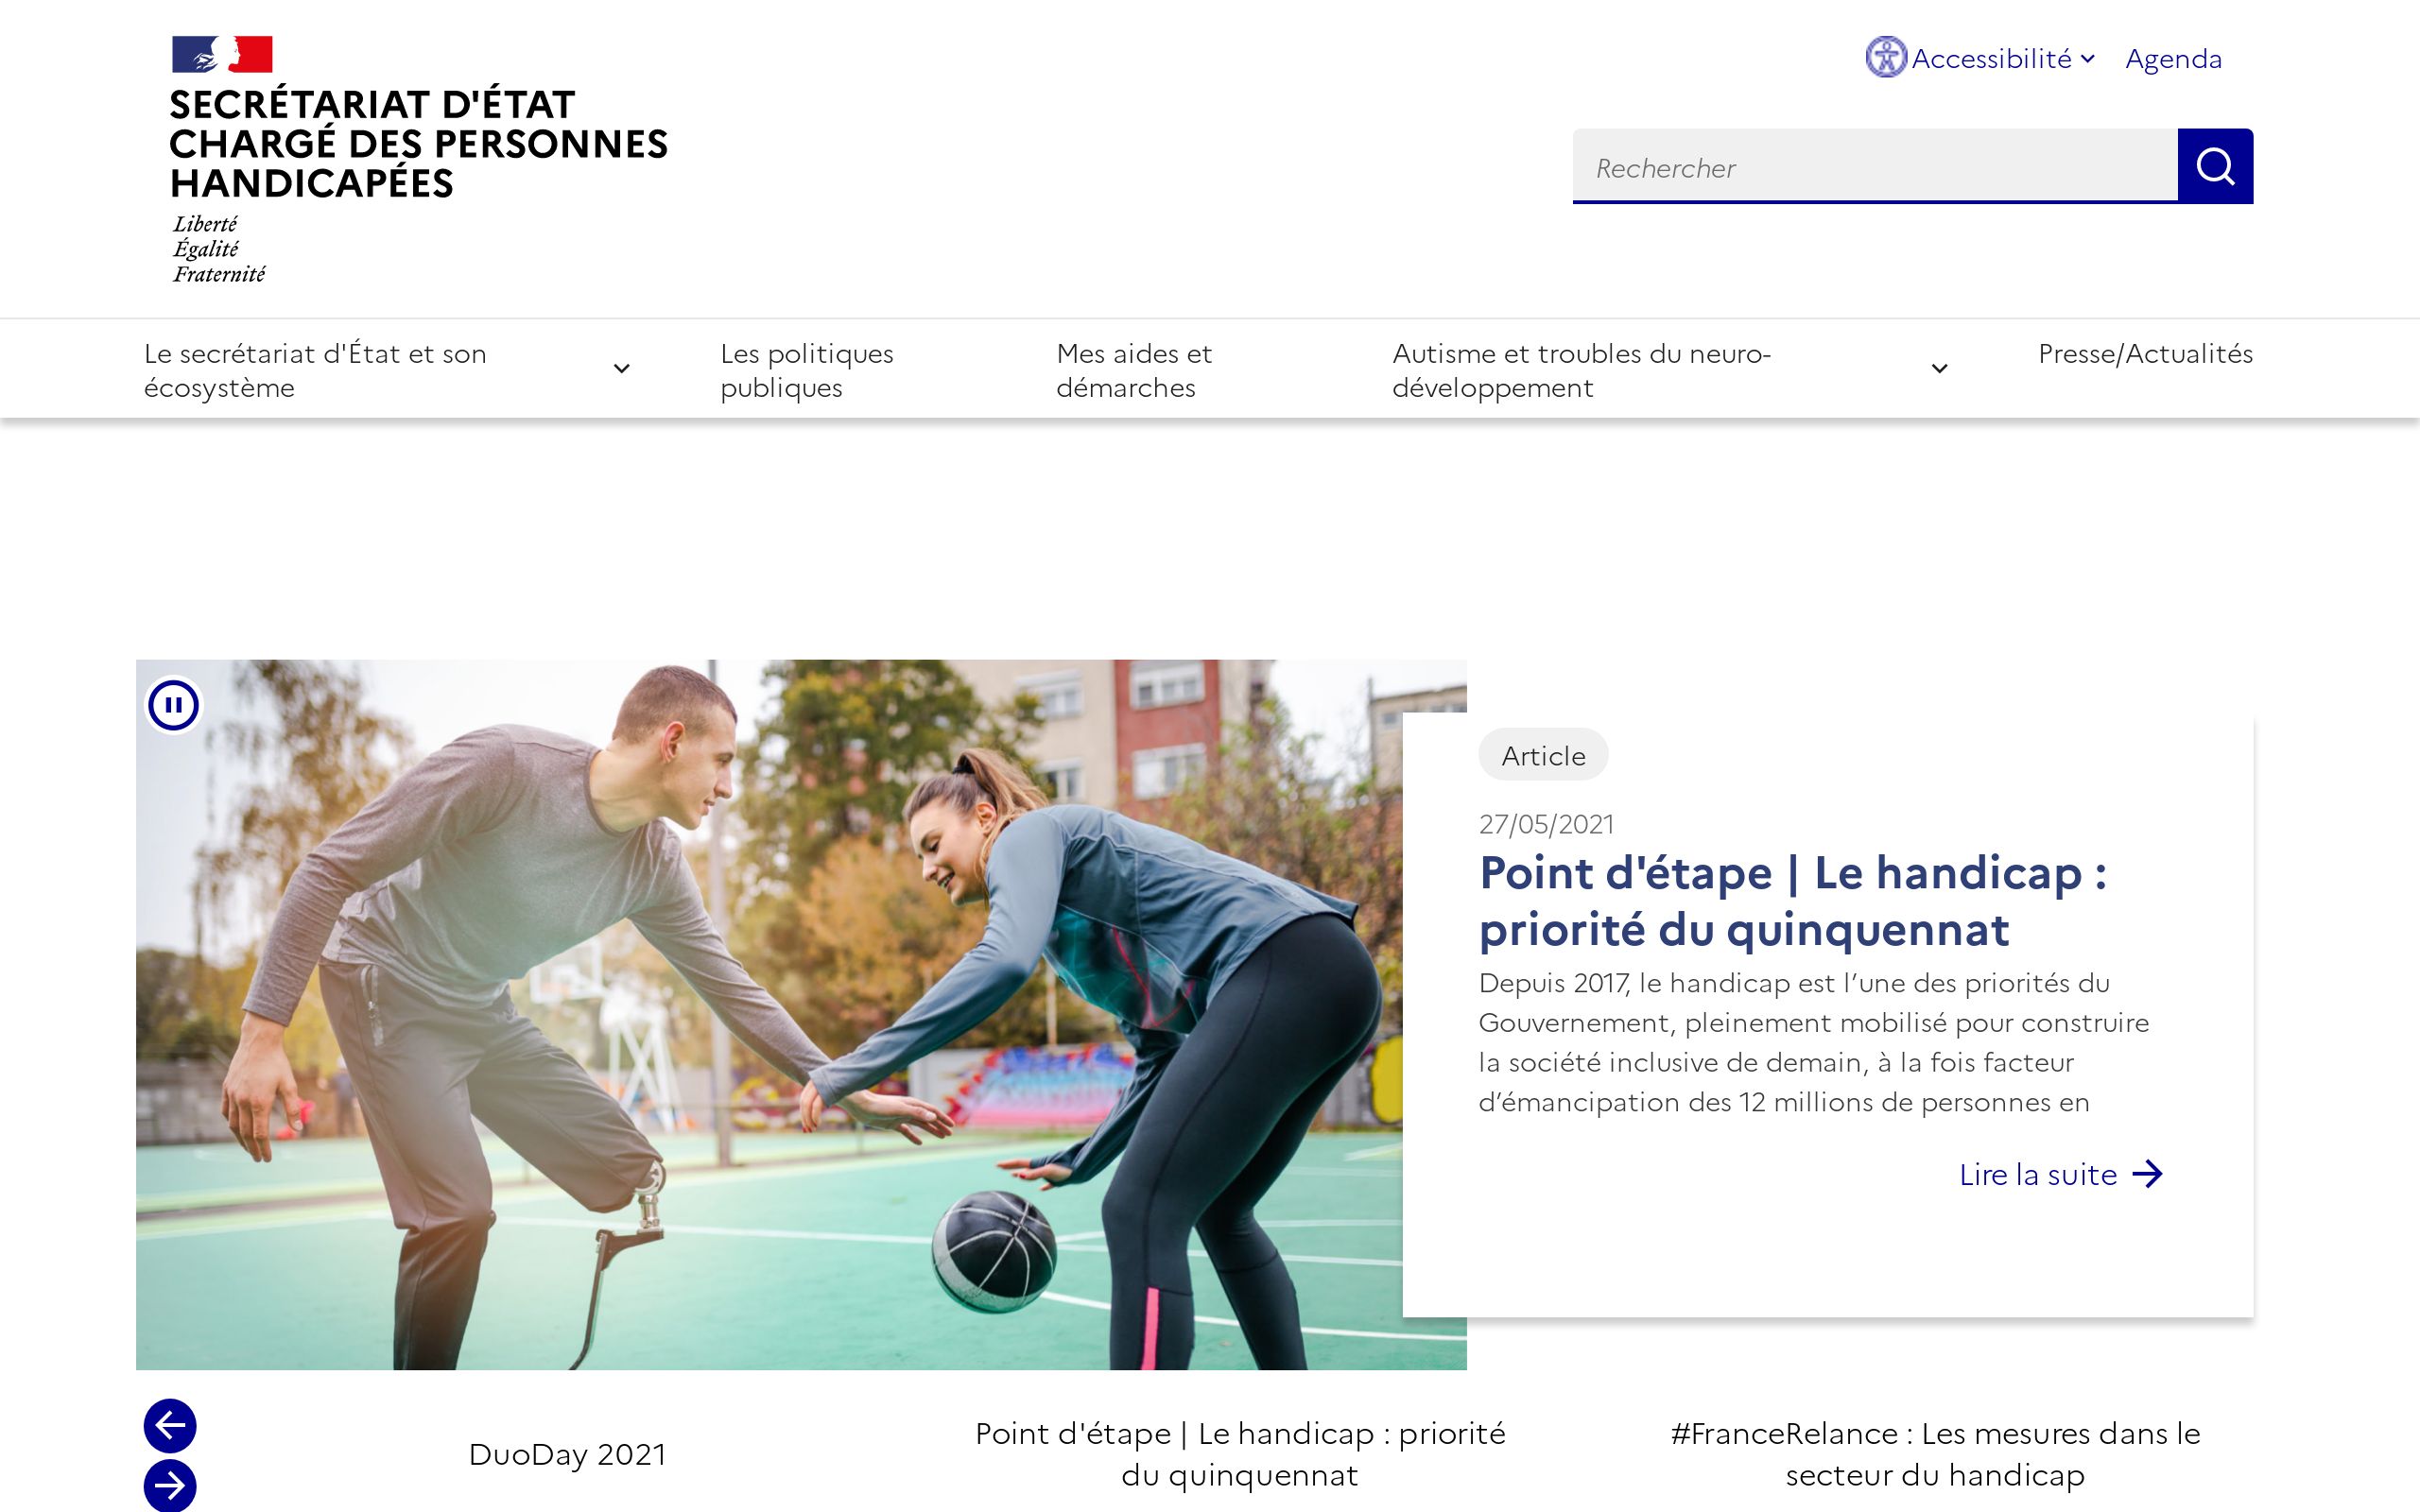 SECRÉTARIAT D'ÉTAT
CHARGÉ DES PERSONNES
HANDICAPÉES
Liberté
Égalité
Fraternité
Accessibilité
Agenda
Rechercher
Le secrétariat d'État et son
écosystème
Les politiques
publiques
Mes aides et
démarches
Autisme et troubles du neuro-
développement
Presse/Actualités
Article
27/05/2021
Point d'étape | Le handicap :
priorité du quinquennat
Depuis 2017, le handicap est l’une des priorités du
Gouvernement, pleinement mobilisé pour construire
la société inclusive de demain, à la fois facteur
d’émancipation des 12 millions de personnes en
Lire la suite
DuoDay 2021
Point d'étape | Le handicap : priorité
du quinquennat
#FranceRelance : Les mesures dans le
secteur du handicap